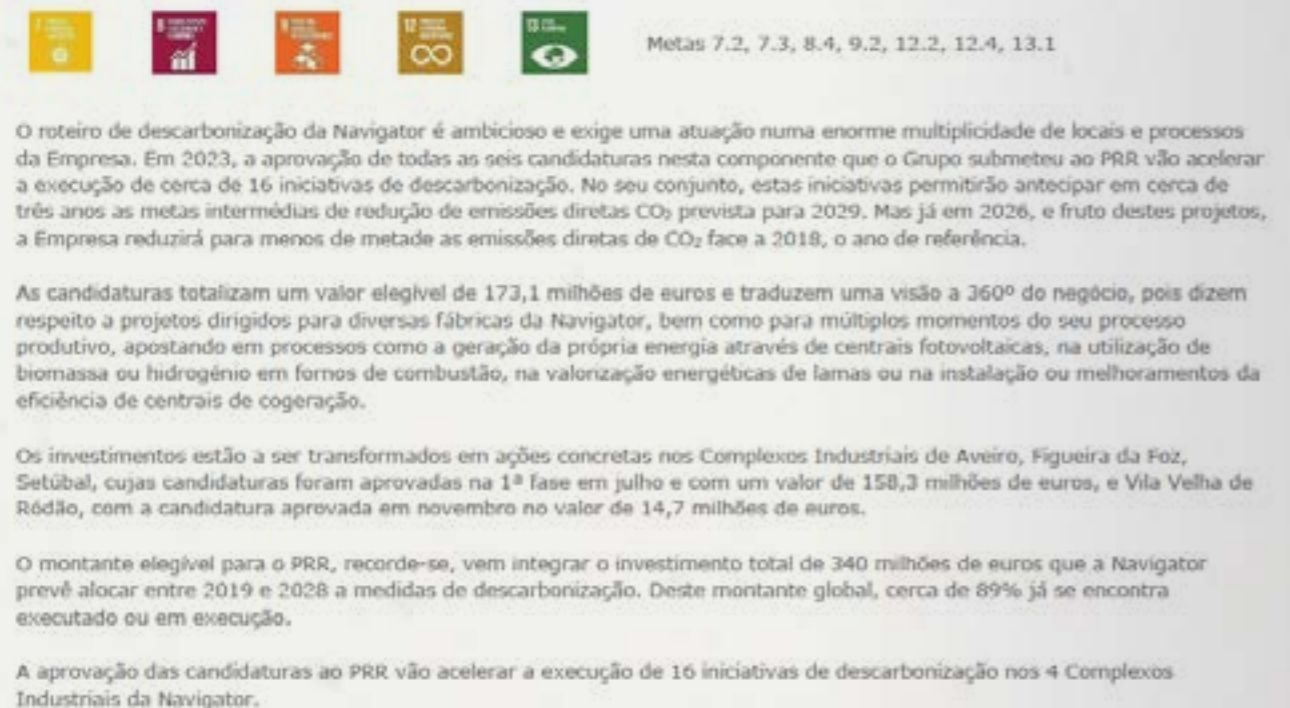 7
8
9
12
13
Metas 7.2, 7.3, 8.4, 9.2, 12.2, 12.4, 13.1
O roteiro de descarbonização da Navigator é ambicioso e exige uma atuação numa enorme multiplicidade de locais e processos
da Empresa. Em 2023, a aprovação de todas as seis candidaturas nesta componente que o Grupo submeteu ao PRR vão acelerar
a execução de cerca de 16 iniciativas de descarbonização. No seu conjunto, estas iniciativas permitirão antecipar em cerca de
três anos as metas intermédias de redução de emissões diretas CO₂ prevista para 2029. Mas já em 2026, e fruto destes projetos,
a Empresa reduzirá para menos de metade as emissões diretas de CO₂ face a 2018, o ano de referência.
As candidaturas totalizam um valor elegível de 173,1 milhões de euros e traduzem uma visão a 360º do negócio, pois dizem
respeito a projetos dirigidos para diversas fábricas da Navigator, bem como para múltiplos momentos do seu processo
produtivo, apostando em processos como a geração da própria energia através de centrais fotovoltaicas, na utilização de
biomassa ou hidrogénio em fornos de combustão, na valorização energéticas de lamas ou na instalação ou melhoramentos da
eficiência de centrais de cogeração.
Os investimentos estão a ser transformados em ações concretas nos Complexos Industriais de Aveiro, Figueira da Foz,
Setúbal, cujas candidaturas foram aprovadas na 1ª fase em julho e com um valor de 158,3 milhões de euros, e Vila Velha de
Ródão, com a candidatura aprovada em novembro no valor de 14,7 milhões de euros.
O montante elegível para o PRR, recorde-se, vem integrar o investimento total de 340 milhões de euros que a Navigator
prevê alocar entre 2019 e 2028 a medidas de descarbonização. Deste montante global, cerca de 89% já se encontra
executado ou em execução.
A aprovação das candidaturas ao PRR vão acelerar a execução de 16 iniciativas de descarbonização nos 4 Complexos
Industriais da Navigator.